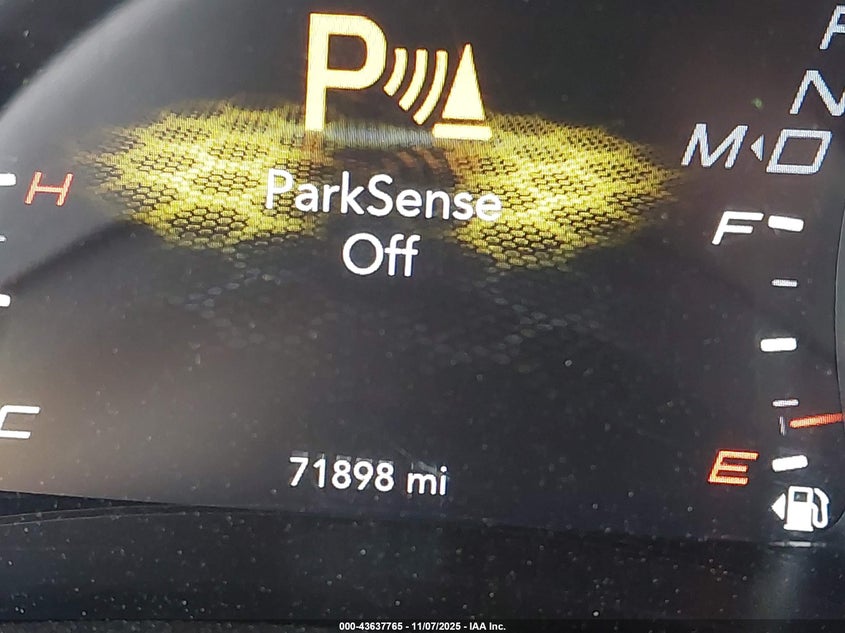 P
N
M D
H
ParkSense
Off
F
C
71898 mi
E
000-43637765 - 11/07/2025 - IAA Inc.